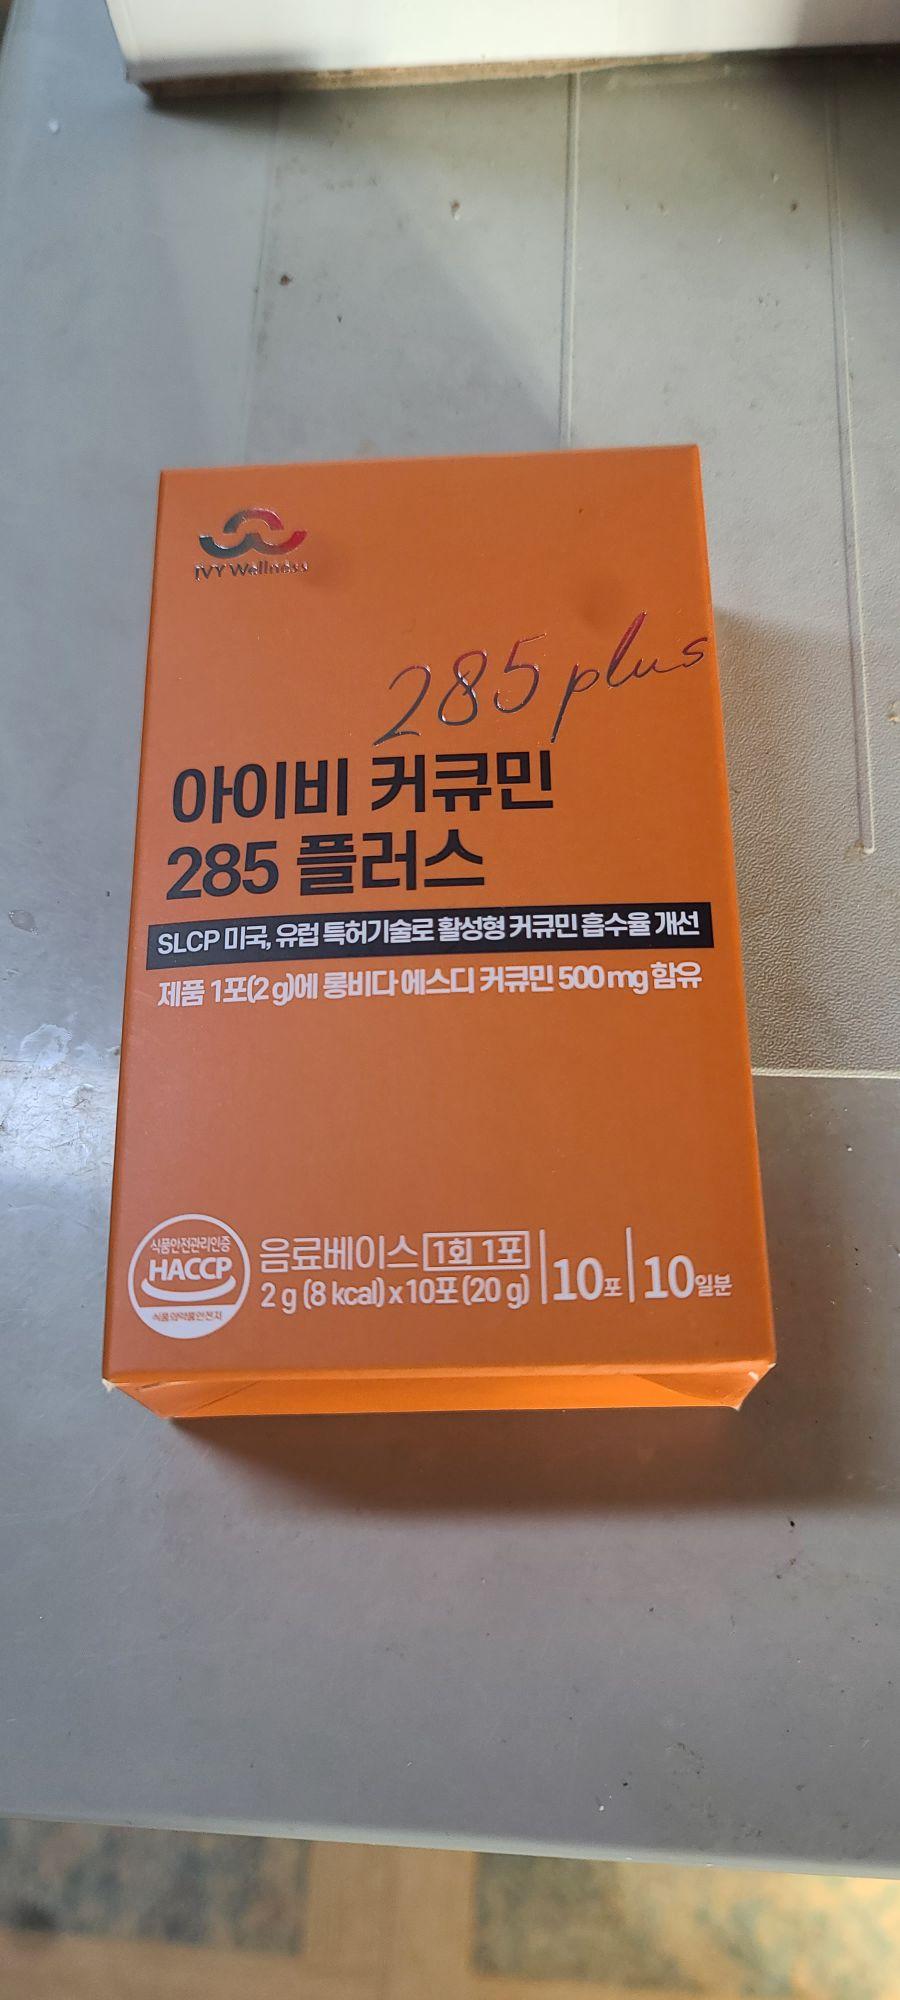 IVY Wellness
285 plus
아이비 커큐민
285 플러스
SLCP 미국, 유럽 특허기술로 활성형 커큐민 흡수율 개선
제품 1포(2 g)에 롱비다 에스디 커큐민 500 mg 함유
식품안전관리인증
HACCP
식품의약품안전처
음료베이스 1회 1포
2 g (8 kcal) x 10포 (20 g) 10포 10일분